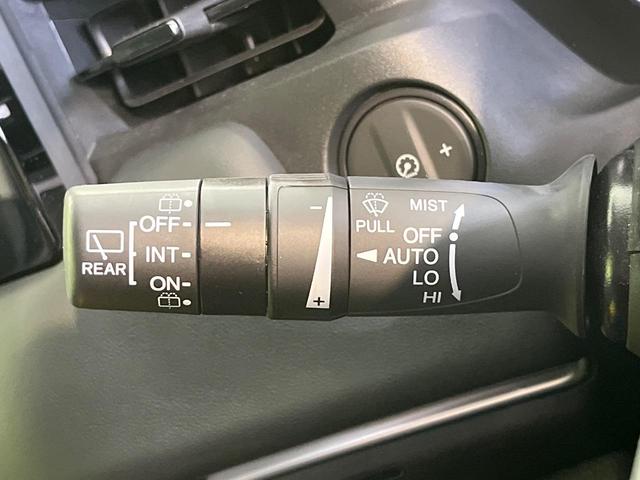 REAR
OFF
INT
ON
−
+
PULL
MIST
OFF
AUTO
LO
HI
+